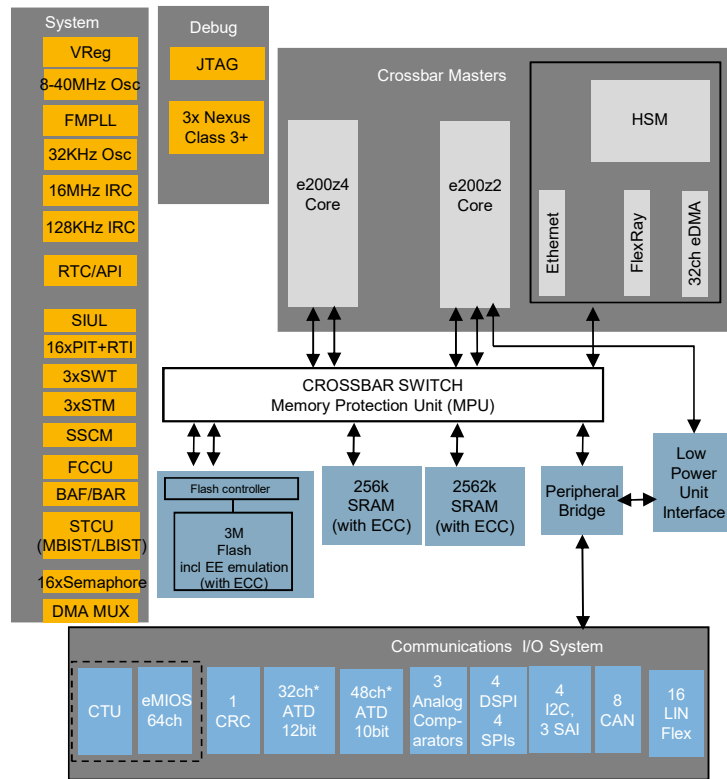 System
VReg
8-40MHz Osc
FMPLL
32KHz Osc
16MHz IRC
128KHz IRC
RTC/API
SIUL
16xPIT+RTI
3xSWT
3xSTM
SSCM
FCCU
BAF/BAR
STCU
(MBIST/LBIST)
16xSemaphore
DMA MUX
Debug
JTAG
3x Nexus
Class 3+
Crossbar Masters
e200z4
Core
e200z2
Core
HSM
Ethernet
FlexRay
32ch eDMA
CROSSBAR SWITCH
Memory Protection Unit (MPU)
Flash controller
3M
Flash
incl EE emulation
(with ECC)
256k
SRAM
(with ECC)
2562k
SRAM
(with ECC)
Peripheral
Bridge
Low
Power
Unit
Interface
Communications I/O System
CTU
eMIOS
64ch
1
CRC
32ch*
ATD
12bit
48ch*
ATD
10bit
3
Analog
Comp-
arators
4
DSPI
4
SPIs
4
I2C,
3 SAI
8
CAN
16
LIN
Flex